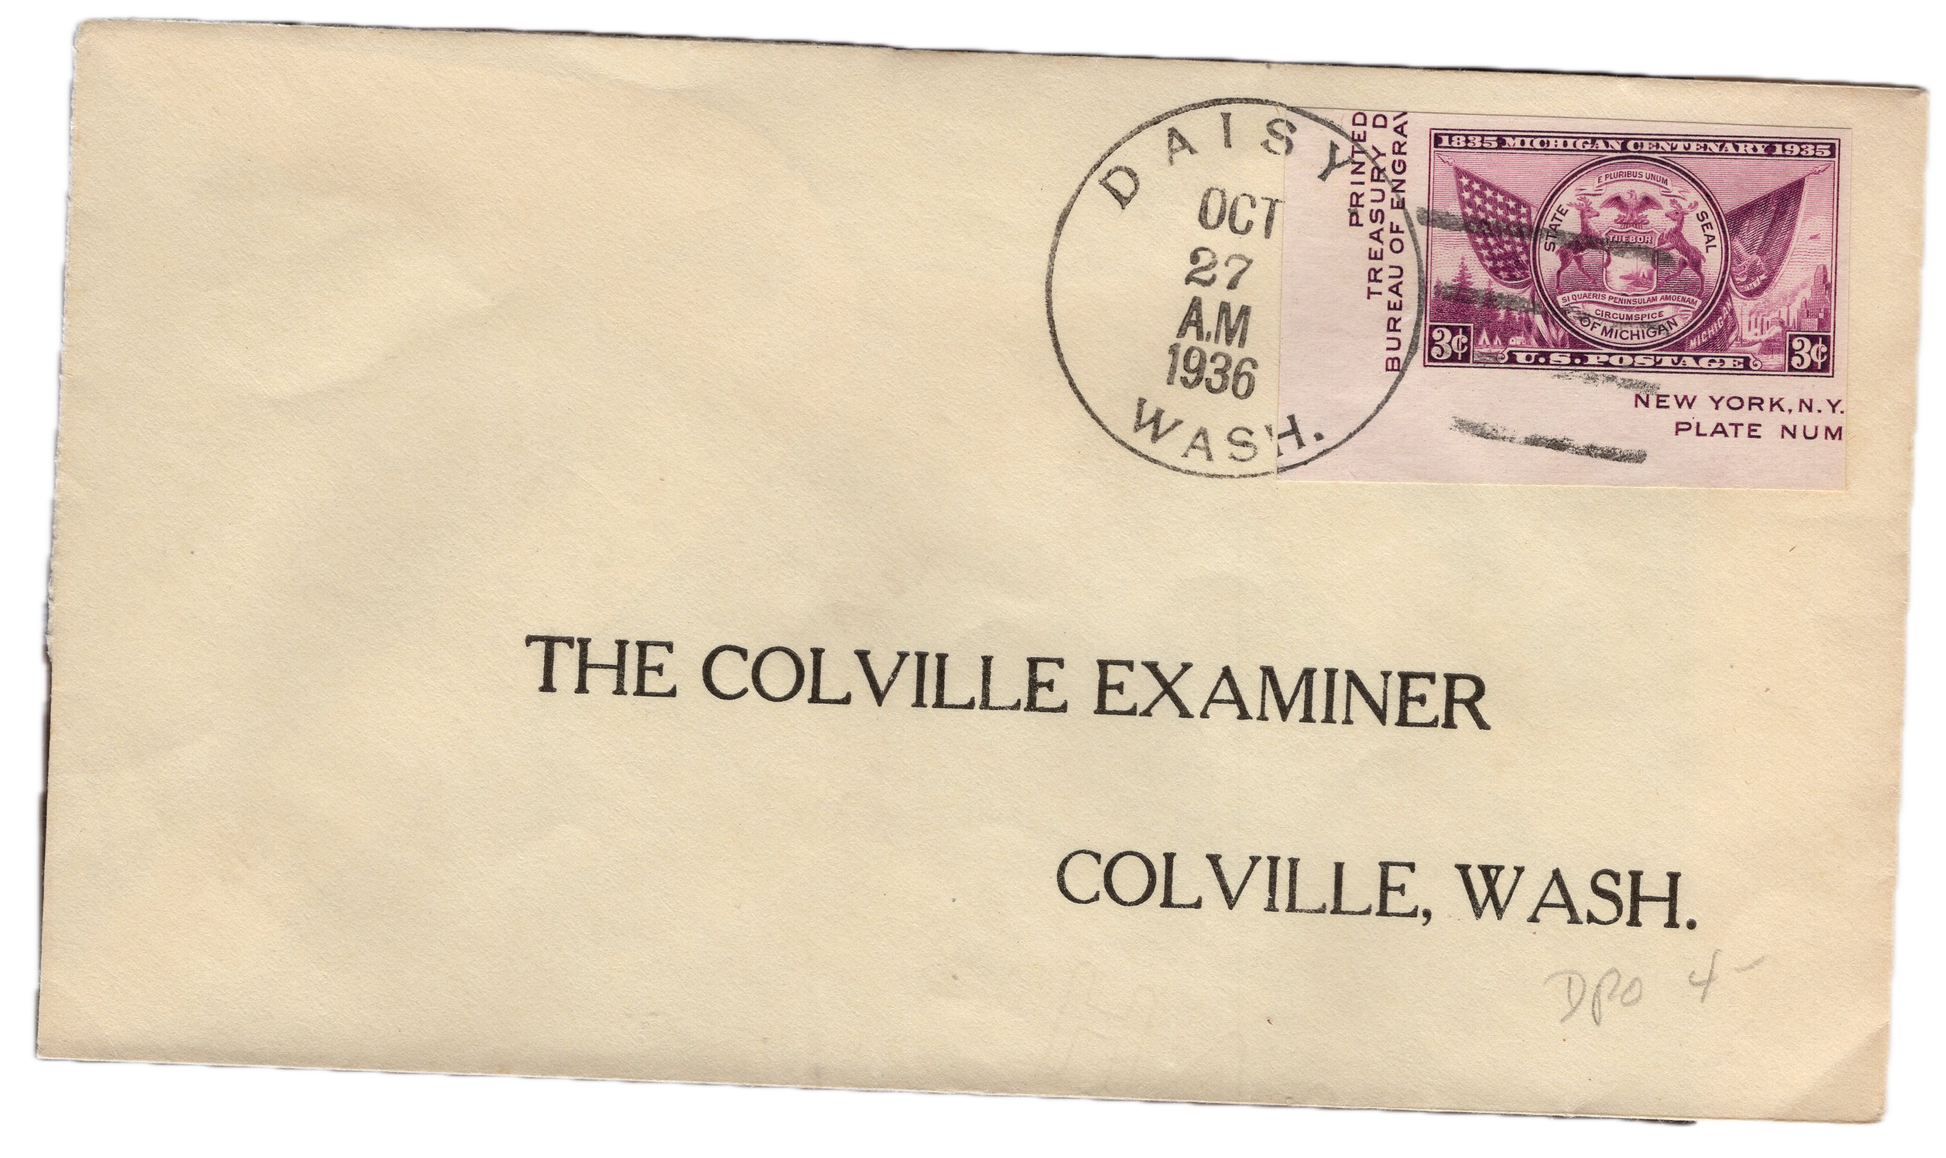 DAISY
OCT
27
A.M
1936
WASH.
PRINTED
TREASURY D
BUREAU OF ENGRAV
1835 MICHIGAN CENTENARY 1935
E PLURIBUS UNUM
STATE SEAL
TUEBOR
SI QUAERIS PENINSULAM AMOENAM
CIRCUMSPICE
OF MICHIGAN
MICHIGAN
3¢ U.S. POSTAGE 3¢
NEW YORK, N.Y.
PLATE NUM
THE COLVILLE EXAMINER
COLVILLE, WASH.
DPO 4-